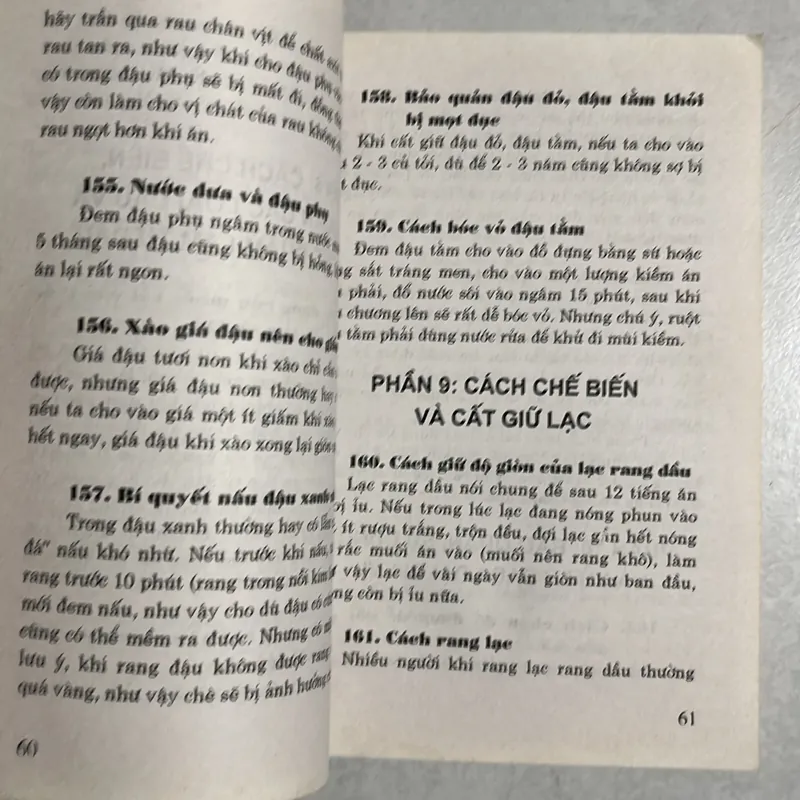 hãy trần qua rau chân vịt để chất
rau tan ra, như vậy khi cho đậu phụ
có trong đậu phụ sẽ bị mất đi, đồng
vậy còn làm cho vị chát của rau không
rau ngọt hơn khi ăn.
155. Nước dưa và đậu phụ
Đem đậu phụ ngâm trong nước
5 tháng sau đậu cũng không bị hỏng,
ăn lại rất ngon.
156. Xào giá đậu nên cho
Giá đậu tươi non khi xào chỉ
được, nhưng giá đậu non thường hay
nếu ta cho vào giá một ít giấm khi
hết ngay, giá đậu khi xào xong lại
157. Bí quyết nấu đậu xanh
Trong đậu xanh thường hay có
đá" nấu khó nhừ. Nếu trước khi nấu,
rang trước 10 phút (rang trong nồi
mới đem nấu, như vậy cho dù đậu có
cũng có thể mềm ra được. Nhưng có
lưu ý, khi rang đậu không được rang
quá vàng, như vậy chè sẽ bị ảnh hưởng
60
158. Bảo quản đậu đỏ, đậu tằm khỏi
bị mọt đục
Khi cất giữ đậu đỏ, đậu tằm, nếu ta cho vào
2 - 3 củ tỏi, dù để 2 - 3 năm cũng không sợ bị
đục.
159. Cách bóc vỏ đậu tằm
Đem đậu tằm cho vào đồ đựng bằng sứ hoặc
sắt tráng men, cho vào một lượng kiềm ăn
phải, đổ nước sôi vào ngâm 15 phút, sau khi
chương lên sẽ rất dễ bóc vỏ. Nhưng chú ý, ruột
tằm phải dùng nước rửa để khử đi mùi kiềm.
PHẦN 9: CÁCH CHẾ BIẾN
VÀ CẤT GIỮ LẠC
160. Cách giữ độ giòn của lạc rang dầu
Lạc rang dầu nói chung để sau 12 tiếng ăn
bị ỉu. Nếu trong lúc lạc đang nóng phun vào
ít rượu trắng, trộn đều, đợi lạc gần hết nóng
rắc muối ăn vào (muối nên rang khô), làm
vậy lạc để vài ngày vẫn giòn như ban đầu,
còn bị ỉu nữa.
161. Cách rang lạc
Nhiều người khi rang lạc rang dầu thường
61